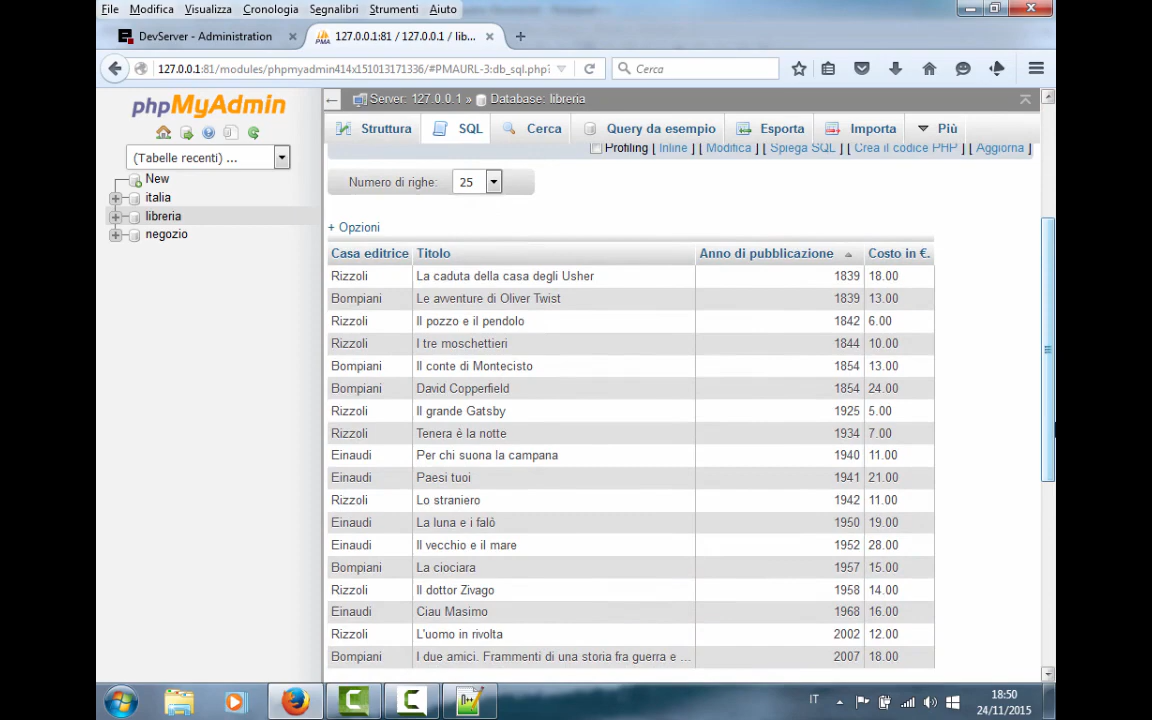 File Modifica Visualizza Cronologia Segnalibri Strumenti Aiuto
DevServer - Administration × 127.0.0.1:81 / 127.0.0.1 / lib... × +
127.0.0.1:81/modules/phpmyadmin414x151013171336/#PMAURL-3:db_sql.php? Cerca
phpMyAdmin
(Tabelle recenti) ...
New
italia
libreria
negozio
Server: 127.0.0.1 » Database: libreria
Struttura SQL Cerca Query da esempio Esporta Importa Più
Profiling [ Inline ] [ Modifica ] [ Spiega SQL ] [ Crea il codice PHP ] [ Aggiorna ]
Numero di righe: 25
+ Opzioni
Casa editrice Titolo Anno di pubblicazione Costo in €.
Rizzoli La caduta della casa degli Usher 1839 18.00
Bompiani Le avventure di Oliver Twist 1839 13.00
Rizzoli Il pozzo e il pendolo 1842 6.00
Rizzoli I tre moschettieri 1844 10.00
Bompiani Il conte di Montecisto 1854 13.00
Bompiani David Copperfield 1854 24.00
Rizzoli Il grande Gatsby 1925 5.00
Rizzoli Tenera è la notte 1934 7.00
Einaudi Per chi suona la campana 1940 11.00
Einaudi Paesi tuoi 1941 21.00
Rizzoli Lo straniero 1942 11.00
Einaudi La luna e i falò 1950 19.00
Einaudi Il vecchio e il mare 1952 28.00
Bompiani La ciociara 1957 15.00
Rizzoli Il dottor Zivago 1958 14.00
Einaudi Ciau Masimo 1968 16.00
Rizzoli L'uomo in rivolta 2002 12.00
Bompiani I due amici. Frammenti di una storia fra guerra e ... 2007 18.00
IT
18:50
24/11/2015